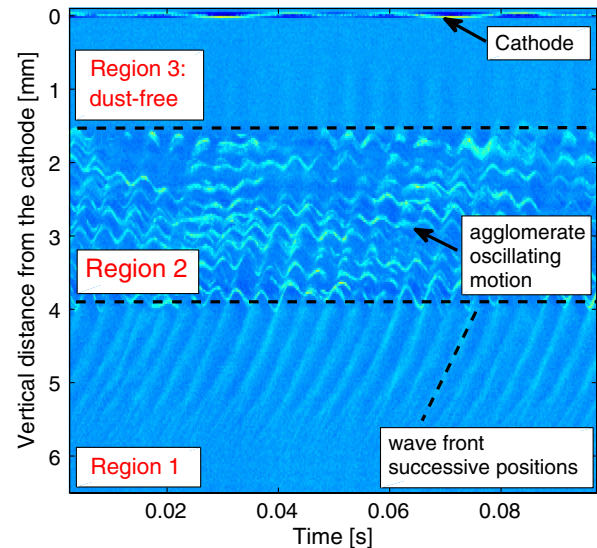 0
1
2
3
4
5
6
Vertical distance from the cathode [mm]
Cathode
Region 3:
dust-free
agglomerate
oscillating
motion
Region 2
wave front
successive positions
Region 1
0.02
0.04
0.06
0.08
Time [s]